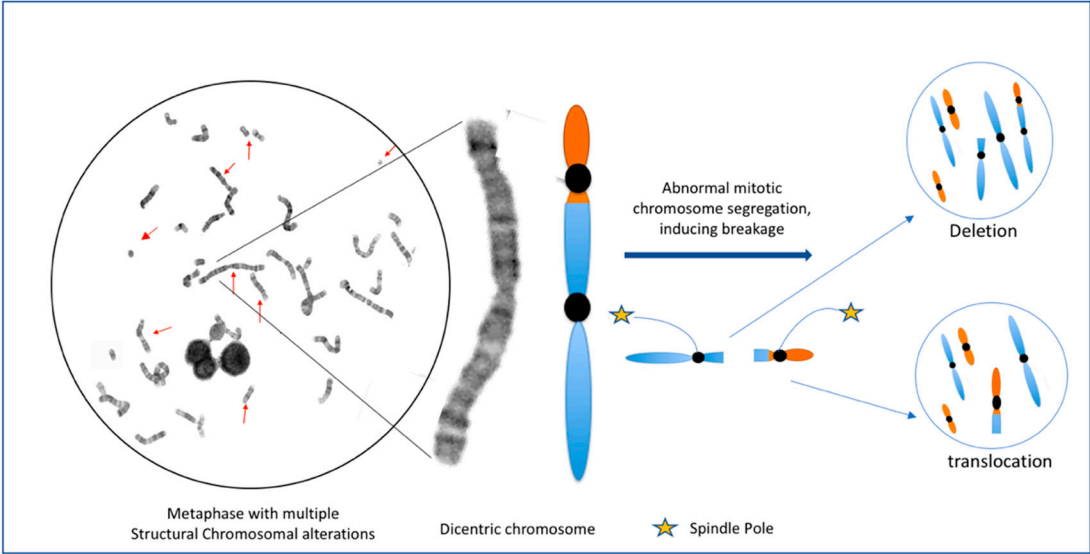 Abnormal mitotic
chromosome segregation,
inducing breakage
Deletion
translocation
Metaphase with multiple
Structural Chromosomal alterations
Dicentric chromosome
Spindle Pole